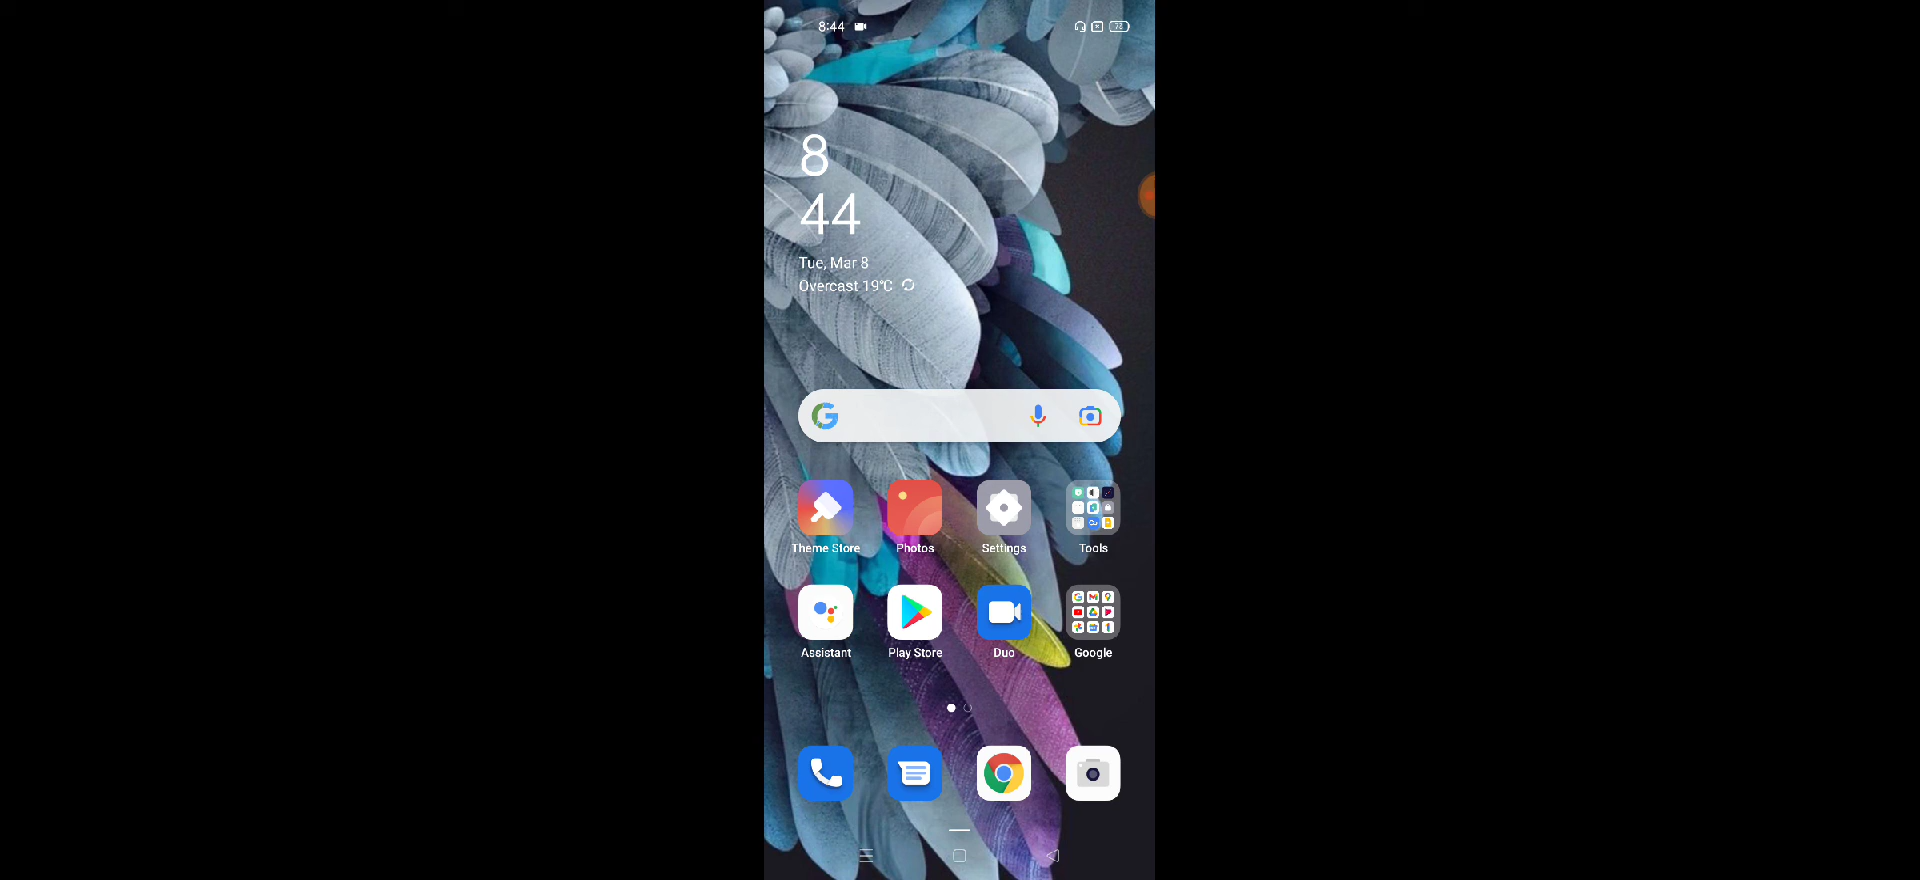 8:44
8
44
Tue, Mar 8
Overcast 19°C
Theme Store
Photos
Settings
Tools
Assistant
Play Store
Duo
Google